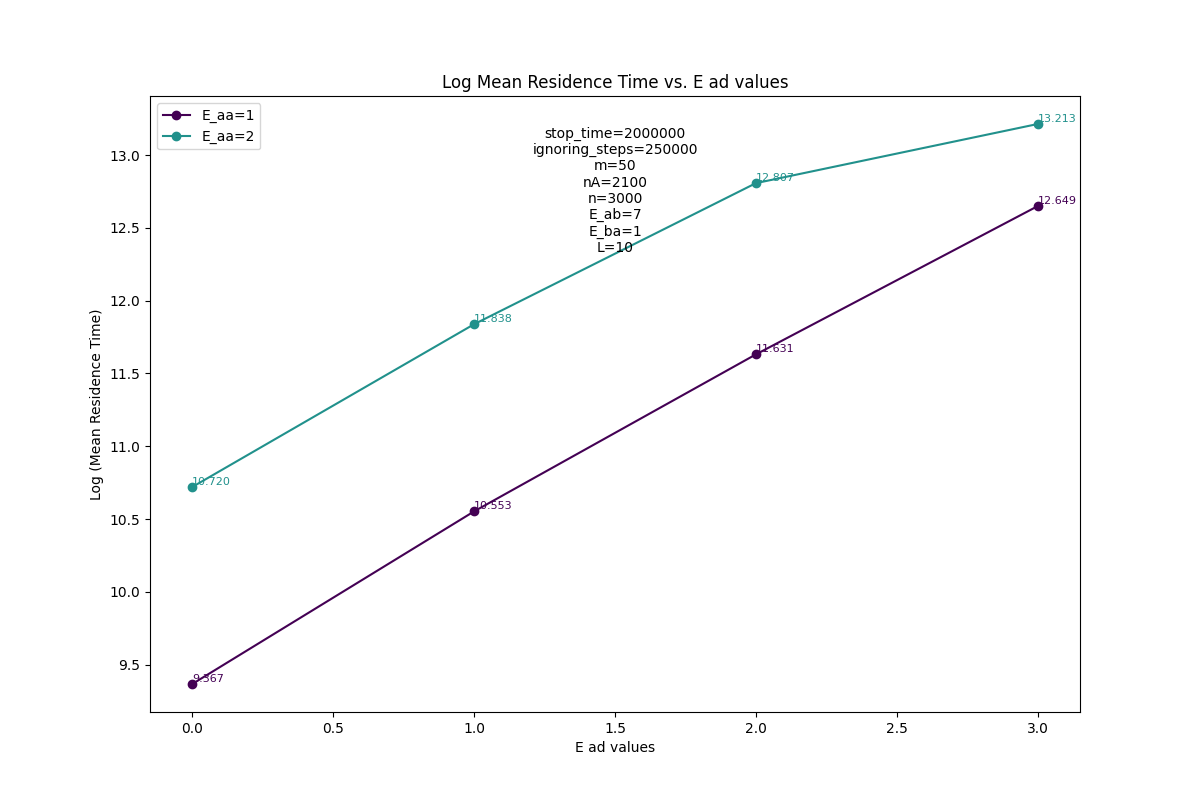 Log Mean Residence Time vs. E ad values
E_aa=1
E_aa=2
stop_time=2000000
ignoring_steps=250000
m=50
nA=2100
n=3000
E_ab=7
E_ba=1
L=10
13.213
12.807
12.649
11.838
11.631
10.720
10.553
9.367
13.0
12.5
12.0
11.5
11.0
10.5
10.0
9.5
Log (Mean Residence Time)
0.0 0.5 1.0 1.5 2.0 2.5 3.0
E ad values